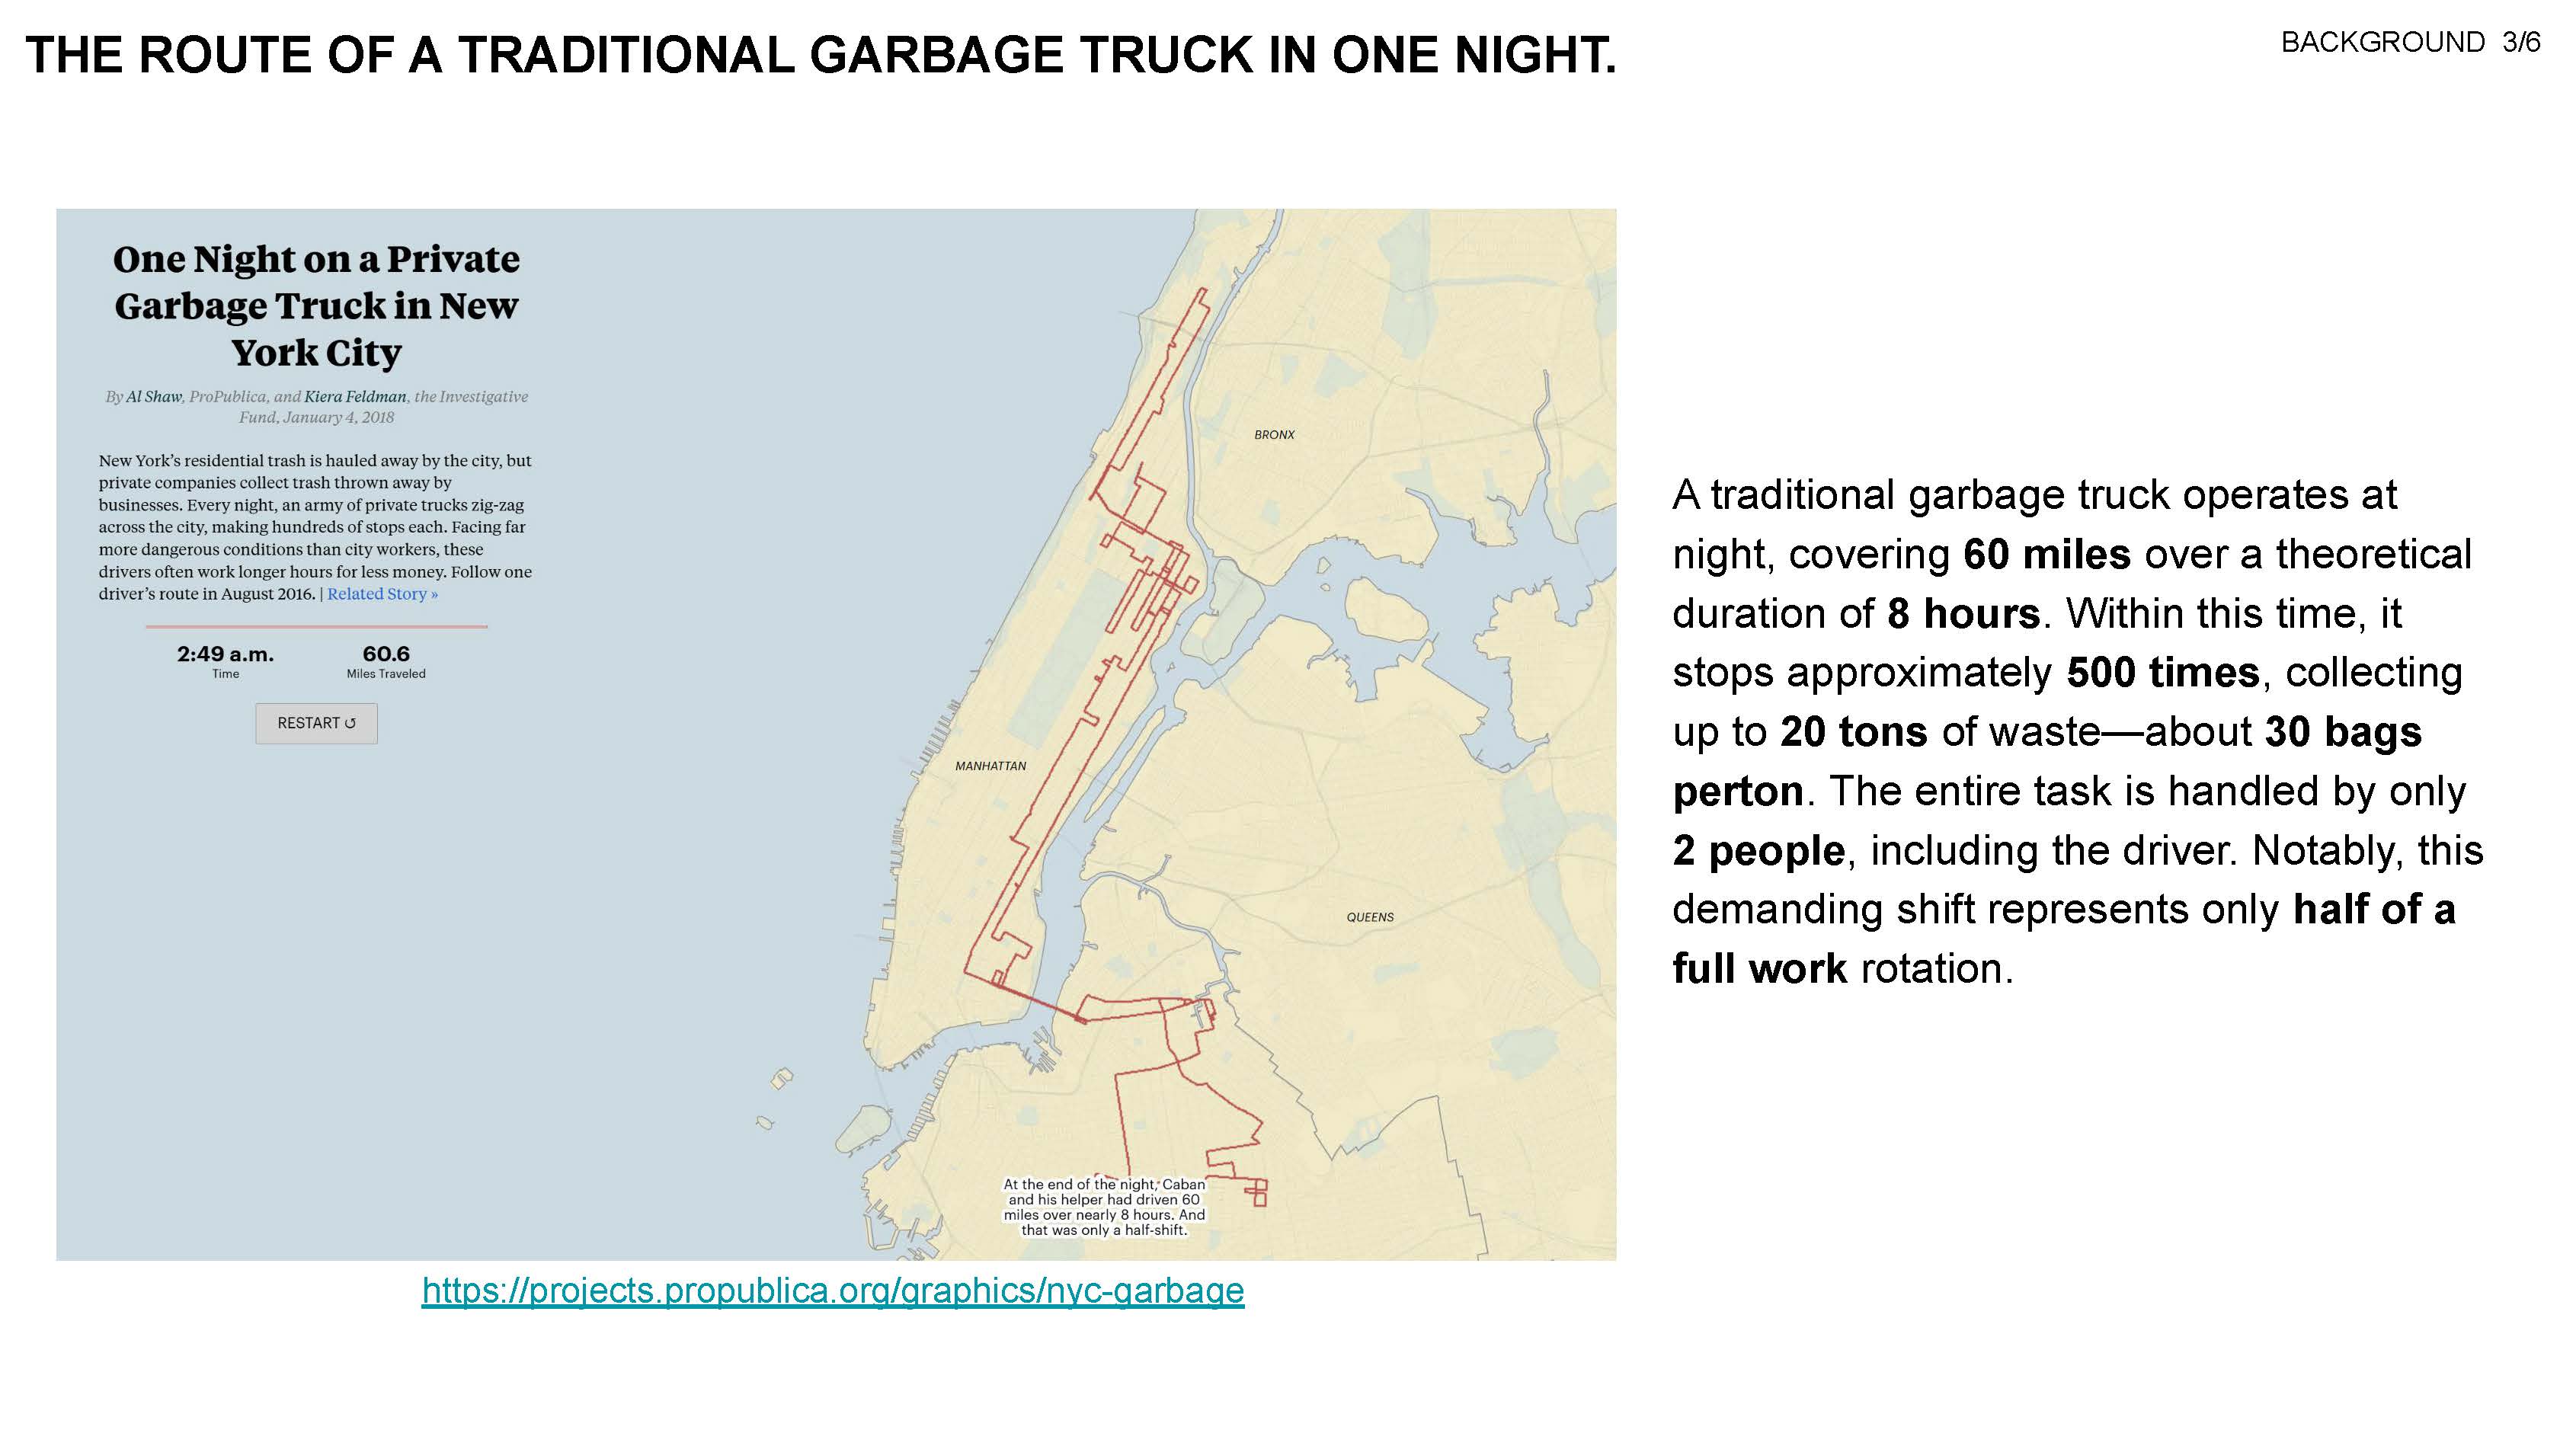 THE ROUTE OF A TRADITIONAL GARBAGE TRUCK IN ONE NIGHT.
BACKGROUND 3/6
One Night on a Private
Garbage Truck in New
York City
By Al Shaw, ProPublica, and Kiera Feldman, the Investigative
Fund, January 4, 2018
New York's residential trash is hauled away by the city, but
private companies collect trash thrown away by
businesses. Every night, an army of private trucks zig-zag
across the city, making hundreds of stops each. Facing far
more dangerous conditions than city workers, these
drivers often work longer hours for less money. Follow one
driver's route in August 2016. | Related Story »
2:49 a.m.
Time
60.6
Miles Traveled
RESTART ↺
BRONX
MANHATTAN
QUEENS
At the end of the night, Caban
and his helper had driven 60
miles over nearly 8 hours. And
that was only a half-shift.
https://projects.propublica.org/graphics/nyc-garbage
A traditional garbage truck operates at
night, covering 60 miles over a theoretical
duration of 8 hours. Within this time, it
stops approximately 500 times, collecting
up to 20 tons of waste—about 30 bags
perton. The entire task is handled by only
2 people, including the driver. Notably, this
demanding shift represents only half of a
full work rotation.